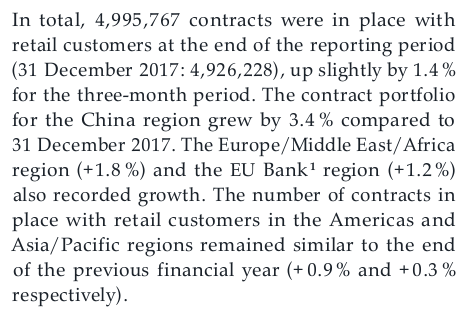 In total, 4,995,767 contracts were in place with
retail customers at the end of the reporting period
(31 December 2017: 4,926,228), up slightly by 1.4 %
for the three-month period. The contract portfolio
for the China region grew by 3.4 % compared to
31 December 2017. The Europe/Middle East/Africa
region (+1.8 %) and the EU Bank¹ region (+1.2 %)
also recorded growth. The number of contracts in
place with retail customers in the Americas and
Asia/Pacific regions remained similar to the end
of the previous financial year (+ 0.9 % and + 0.3 %
respectively).